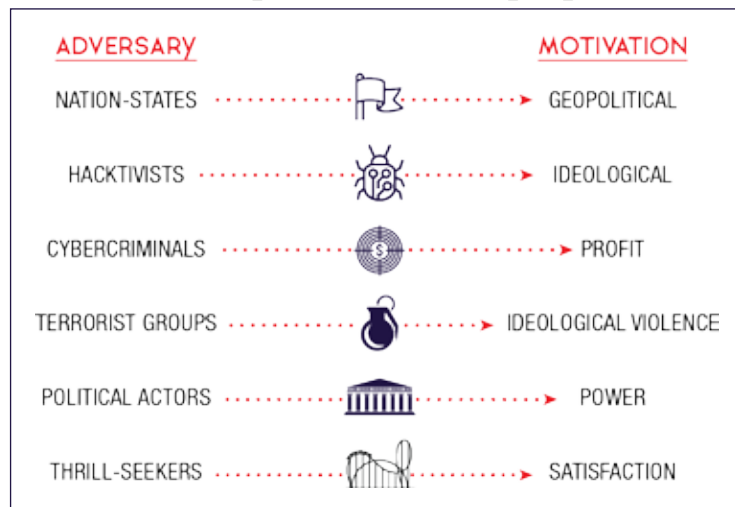 ADVERSARY MOTIVATION
NATION-STATES GEOPOLITICAL
HACKTIVISTS IDEOLOGICAL
CYBERCRIMINALS $ PROFIT
TERRORIST GROUPS IDEOLOGICAL VIOLENCE
POLITICAL ACTORS POWER
THRILL-SEEKERS SATISFACTION